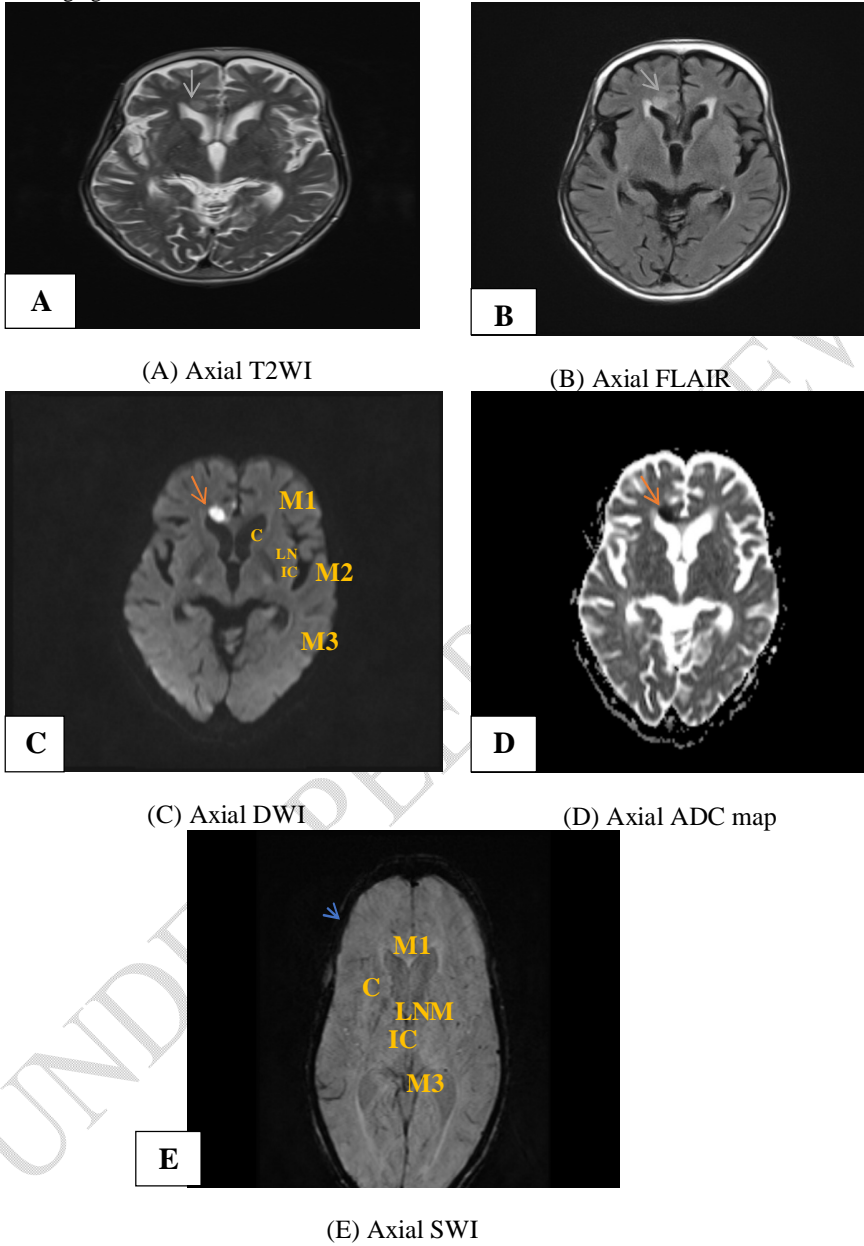 A
B
(A) Axial T2WI
(B) Axial FLAIR
M1
C
LN
IC
M2
M3
C
D
(C) Axial DWI
(D) Axial ADC map
M1
C
LNM
IC
M3
E
(E) Axial SWI